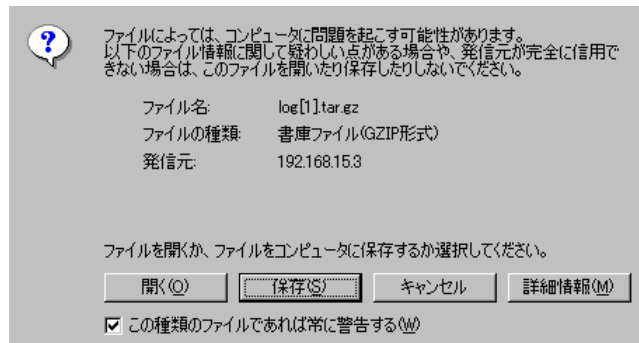 ファイルによっては、コンピュータに問題を起こす可能性があります。
以下のファイル情報に関して疑わしい点がある場合や、発信元が完全に信用で
きない場合は、このファイルを開いたり保存したりしないでください。
ファイル名: log[1].tar.gz
ファイルの種類: 書庫ファイル(GZIP形式)
発信元: 192.168.15.3
ファイルを開くか、ファイルをコンピュータに保存するか選択してください。
開く(O) 保存(S) キャンセル 詳細情報(M)
この種類のファイルであれば常に警告する(W)